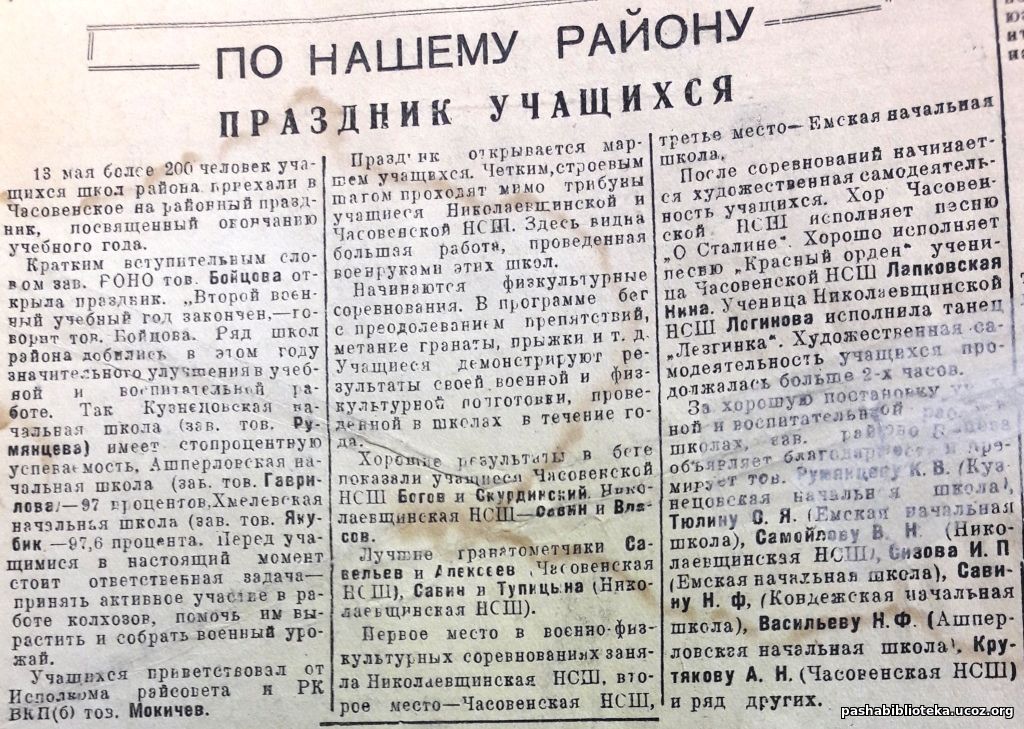 ПО НАШЕМУ РАЙОНУ
ПРАЗДНИК УЧАЩИХСЯ
13 мая более 200 человек уча-
щихся школ района приехали в
Часовенское на районный празд-
ник, посвященный окончанию
учебного года.
Кратким вступительным сло-
вом зав. РОНО тов. Бойцова от-
крыла праздник. „Второй воен-
ный учебный год закончен,—го-
ворит тов. Бойцова. Ряд школ
района добились в этом году
значительного улучшения в учеб-
ной и воспитательной ра-
боте. Так Кузнецовская на-
чальная школа (зав. тов. Ру-
мянцева) имеет стопроцентную
успеваемость, Ашперловская на-
чальная школа (зав. тов. Гаври-
лова)—97 процентов, Хмелевская
начальная школа (зав. тов. Яку-
бик —97,6 процента. Перед уча-
щимися в настоящий момент
стоит ответственная задача—
принять активное участие в ра-
боте колхозов, помочь им вы-
растить и собрать военный уро-
жай.
Учащихся приветствовал от
Исполкома райсовета и РК
ВКП(б) тов. Мокичев.
Праздник открывается мар-
шем учащихся. Четким, строевым
шагом проходят мимо трибуны
учащиеся Николаевщинской и
Часовенской НСШ. Здесь видна
большая работа, проведенная
военруками этих школ.
Начинаются физкультурные
соревнования. В программе бег
с преодолеванием препятствий,
метание гранаты, прыжки и т. д.
Учащиеся демонстрируют ре-
зультаты своей военной и физ-
культурной подготовки, прове-
денной в школах в течение го-
да.
Хорошие результаты в беге
показали учащиеся Часовенской
НСШ Богов и Скурдинский. Нико-
лаевщинская НСШ—Савин и Вла-
сов.
Лучшие гранатометчики Са-
вельев и Алексеев (Часовенская
НСШ), Савин и Тупицына (Нико-
лаевщинская НСШ).
Первое место в военно-физ-
культурных соревнованиях заня-
ла Николаевщинская НСШ, вто-
рое место—Часовенская НСШ,
третье место—Емская начальная
школа.
После соревнований начинает-
ся художественная самодеятель-
ность учащихся. Хор Часовен-
ской НСШ исполняет песню
„О Сталине". Хорошо исполняет
песню „Красный орден" учени-
ца Часовенской НСШ Лапковская
Нина. Ученица Николаевщинской
НСШ Логинова исполнила танец
„Лезгинка". Художественная са-
модеятельность учащихся про-
должалась больше 2-х часов.
За хорошую постановку
ной и воспитательной в
школах, зав. районо
объявляет благодарность и пре-
мирует тов. Румянцеву К. В. (Куз-
нецовская начальная школа),
Тюлину С. Я. (Емская начальная
школа), Самойлову В. Н. (Нико-
лаевщинская НСШ), Сизова И. П
(Емская начальная школа), Сави-
ну Н. Ф, (Ковдежская начальная
школа), Васильеву Н.Ф. (Ашпер-
ловская начальная школа). Кру-
тякову А. Н. (Часовенская НСШ)
и ряд других.
pashabiblioteka.ucoz.org